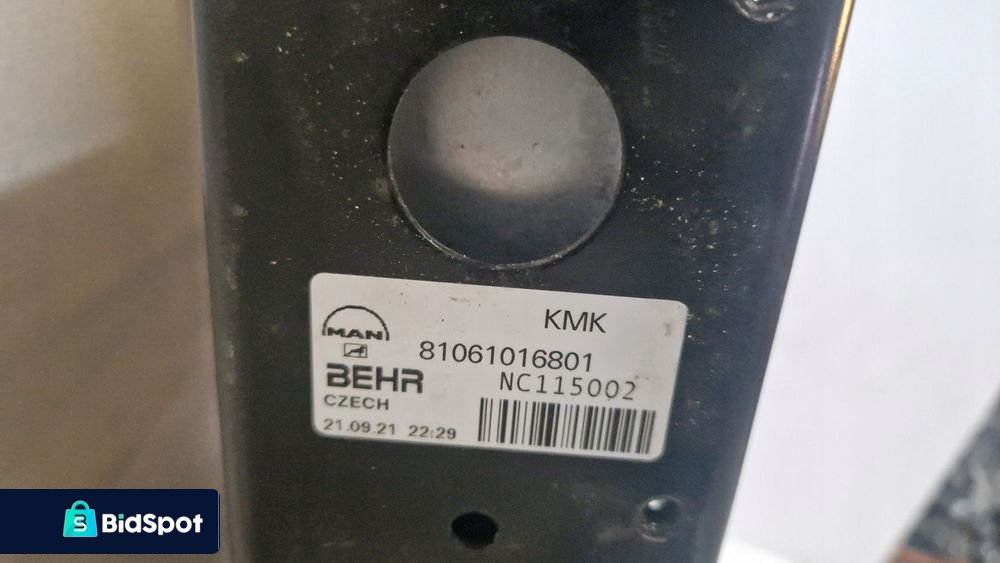 KMK
MAN
81061016801
BEHR NC115002
CZECH
21.09.21 22:29
BidSpot